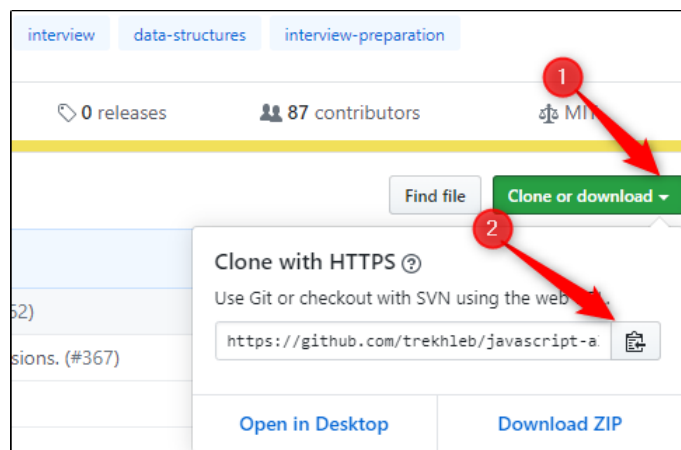 interview data-structures interview-preparation
1
0 releases 87 contributors MIT
Find file Clone or download
2
Clone with HTTPS
Use Git or checkout with SVN using the web
52)
https://github.com/trekhleb/javascript-a
sions. (#367)
Open in Desktop Download ZIP